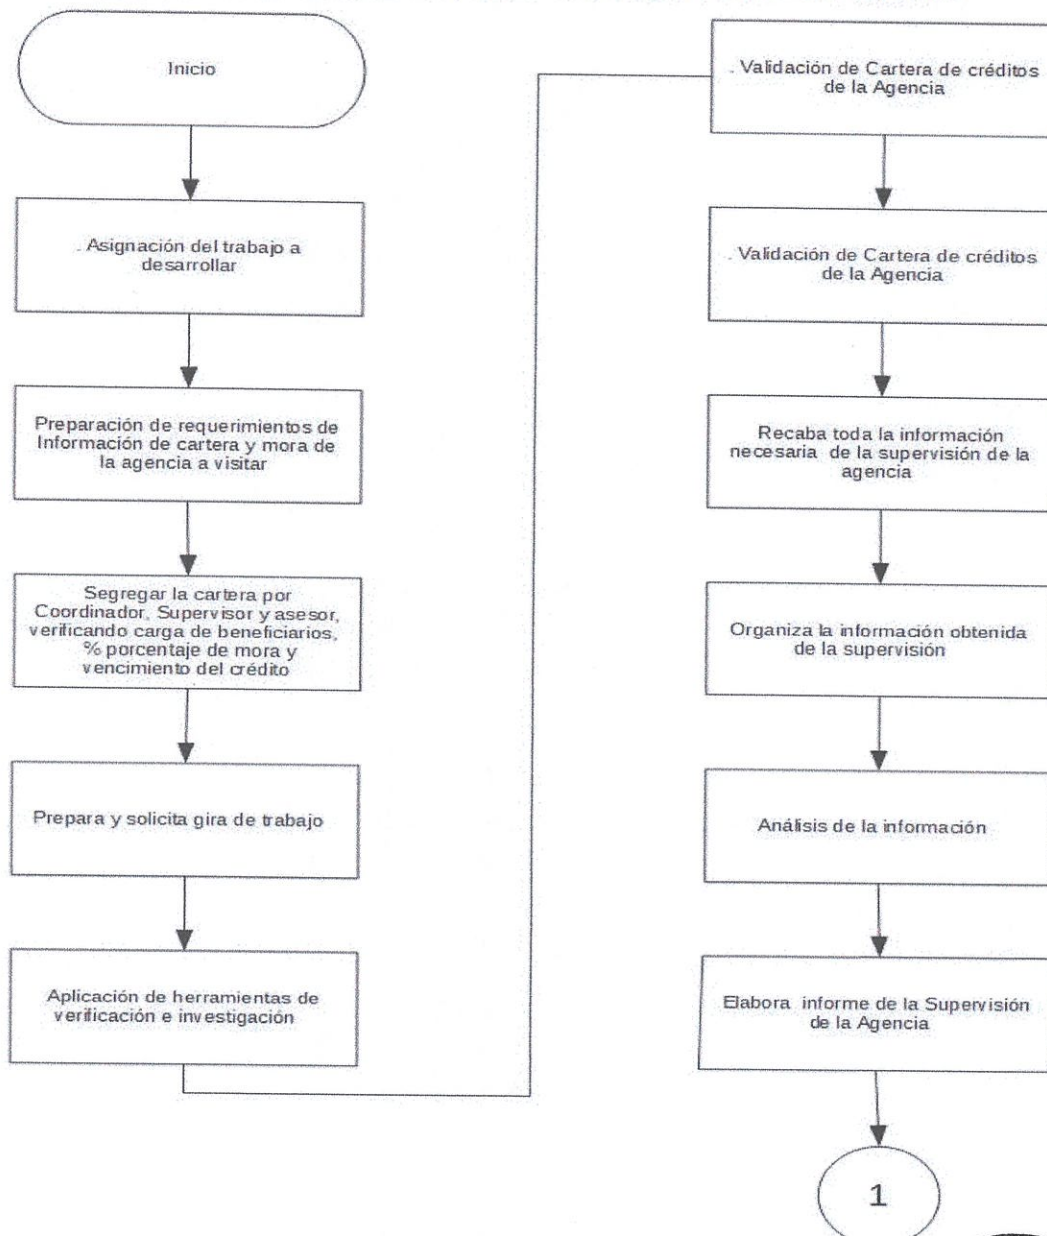 Inicio
. Asignación del trabajo a
desarrollar
Preparación de requerimientos de
Información de cartera y mora de
la agencia a visitar
Segregar la cartera por
Coordinador, Supervisor y asesor,
verificando carga de beneficiarios,
% porcentaje de mora y
vencimiento del crédito
Prepara y solicita gira de trabajo
Aplicación de herramientas de
verificación e investigación
. Validación de Cartera de créditos
de la Agencia
. Validación de Cartera de créditos
de la Agencia
Recaba toda la información
necesaria de la supervisión de la
agencia
Organiza la información obtenida
de la supervisión
Análisis de la información
Elabora informe de la Supervisión
de la Agencia
1